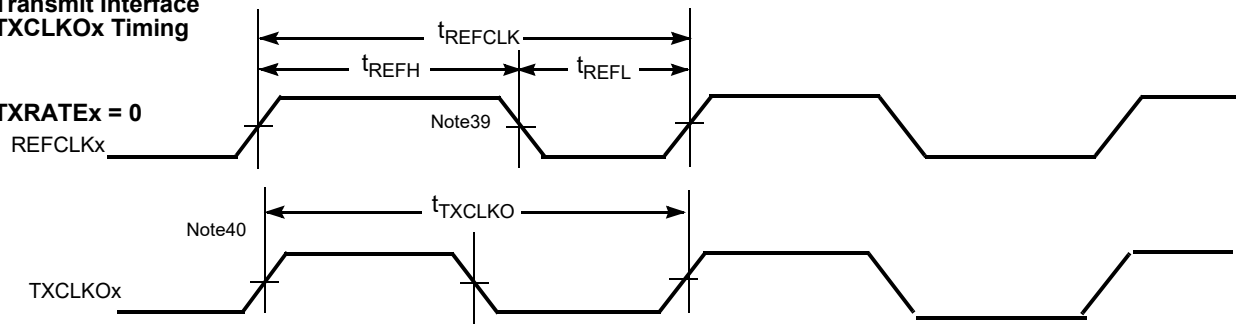 Transmit Interface
TXCLKOx Timing
tREFCLK
tREFH
tREFL
TXRATEx = 0
Note39
REFCLKx
tTXCLKO
Note40
TXCLKOx